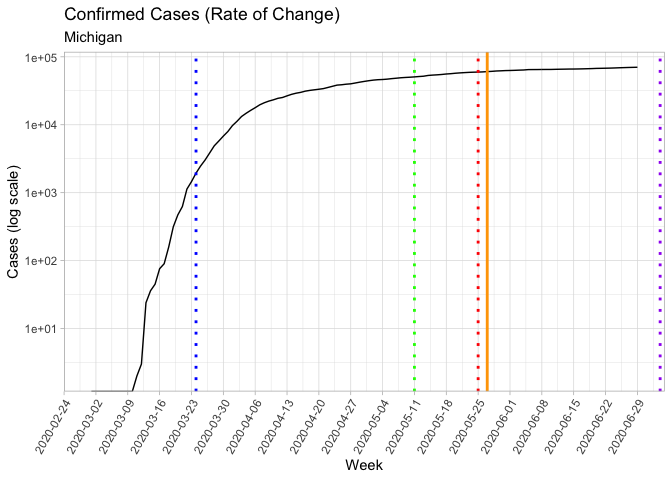 Confirmed Cases (Rate of Change)
Michigan
Cases (log scale)
1e+05
1e+04
1e+03
1e+02
1e+01
2020-02-24
2020-03-02
2020-03-09
2020-03-16
2020-03-23
2020-03-30
2020-04-06
2020-04-13
2020-04-20
2020-04-27
2020-05-04
2020-05-11
2020-05-18
2020-05-25
2020-06-01
2020-06-08
2020-06-15
2020-06-22
2020-06-29
Week